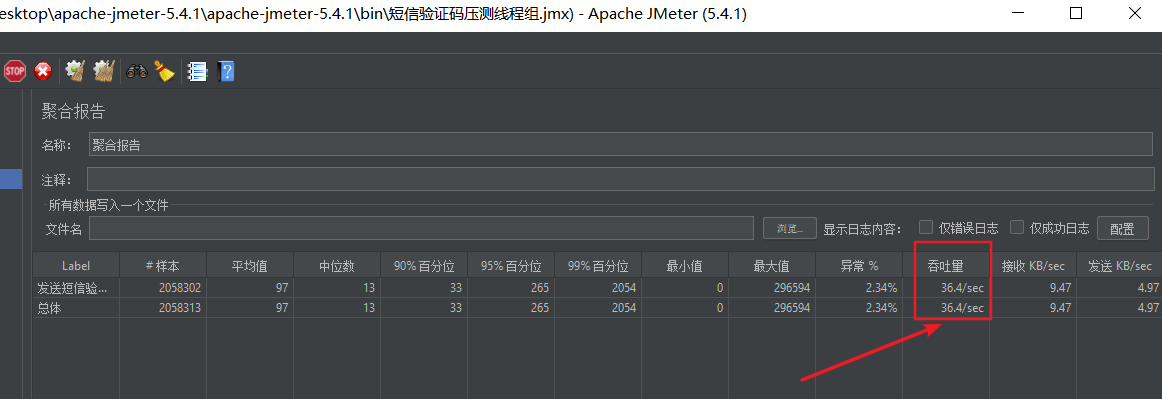 esktop\apache-jmeter-5.4.1\apache-jmeter-5.4.1\bin\短信验证码压测线程组.jmx) - Apache JMeter (5.4.1)
STOP
聚合报告
名称： 聚合报告
注释：
所有数据写入一个文件
文件名 浏览... 显示日志内容： 仅错误日志 仅成功日志 配置
Label # 样本 平均值 中位数 90% 百分位 95% 百分位 99% 百分位 最小值 最大值 异常 % 吞吐量 接收 KB/sec 发送 KB/sec
发送短信验... 2058302 97 13 33 265 2054 0 296594 2.34% 36.4/sec 9.47 4.97
总体 2058313 97 13 33 265 2054 0 296594 2.34% 36.4/sec 9.47 4.97